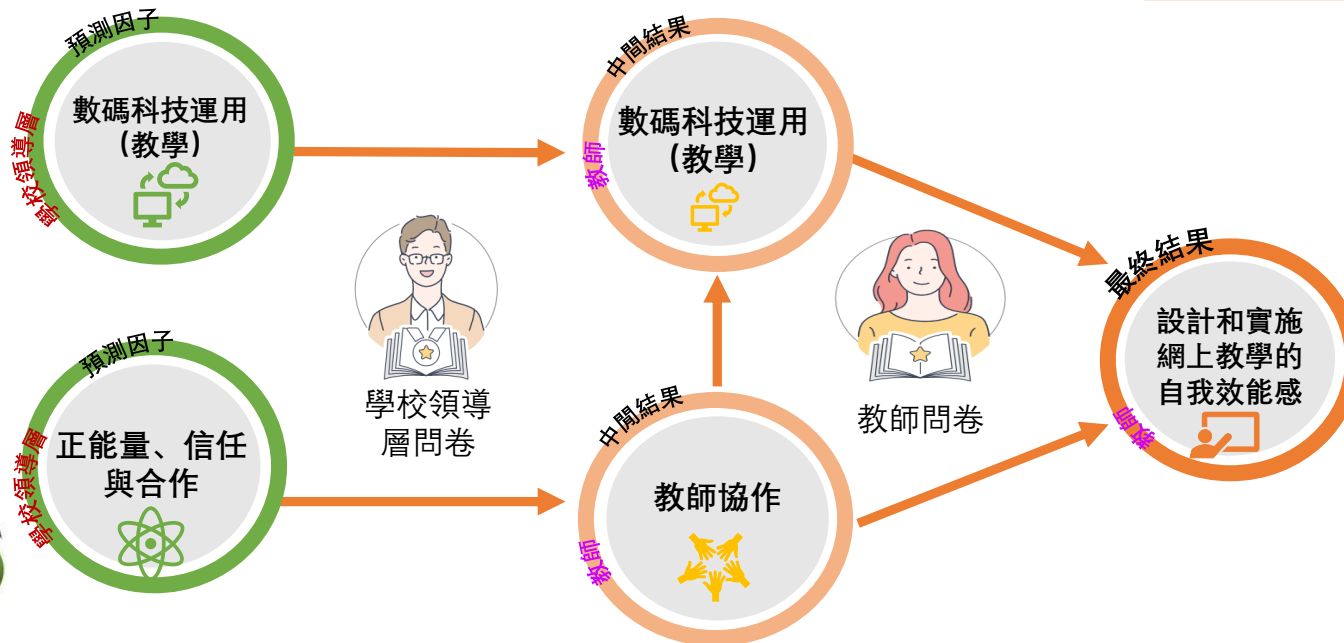 預測因子
學校領導層
數碼科技運用
(教學)
中間結果
教師
數碼科技運用
(教學)
學校領導
層問卷
教師問卷
最終結果
教師
設計和實施
網上教學的
自我效能感
預測因子
學校領導層
正能量、信任
與合作
中間結果
教師
教師協作